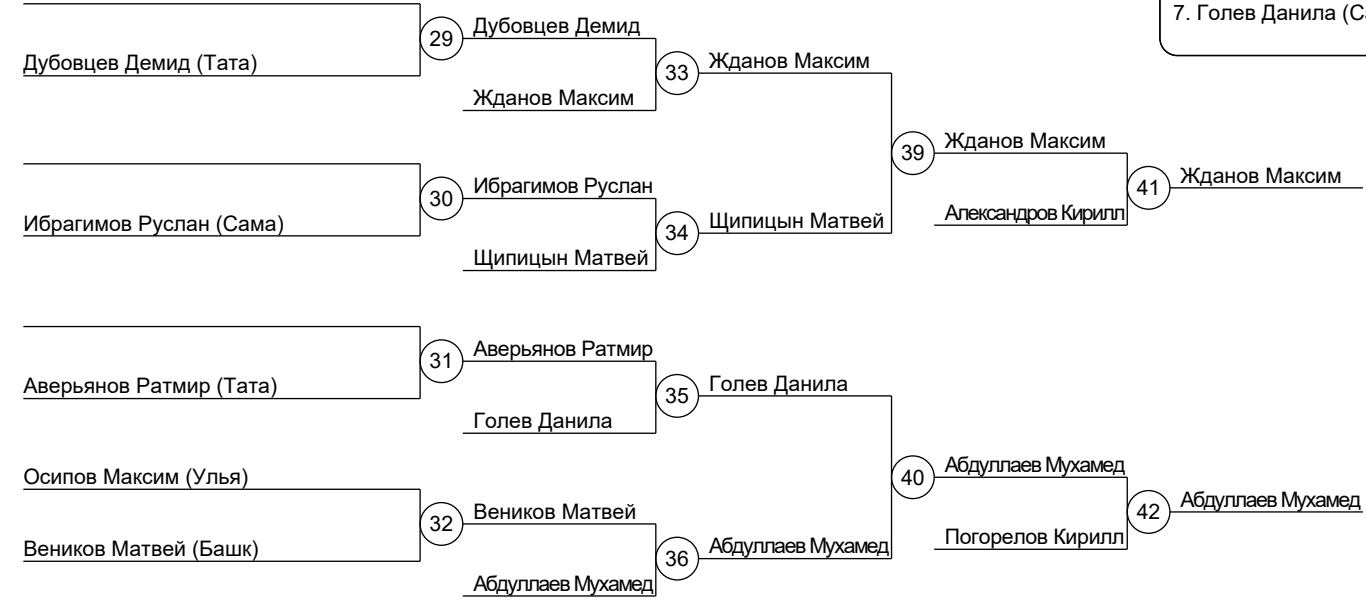 7. Голев Данила
29 Дубовцев Демид
Дубовцев Демид (Тата)
33 Жданов Максим
Жданов Максим
39 Жданов Максим
41 Жданов Максим
30 Ибрагимов Руслан
Александров Кирилл
Ибрагимов Руслан (Сама)
34 Щипицын Матвей
Щипицын Матвей
31 Аверьянов Ратмир
Аверьянов Ратмир (Тата)
35 Голев Данила
Голев Данила
Осипов Максим (Улья)
40 Абдуллаев Мухамед
42 Абдуллаев Мухамед
32 Веников Матвей
Погорелов Кирилл
Веников Матвей (Башк)
36 Абдуллаев Мухамед
Абдуллаев Мухамед